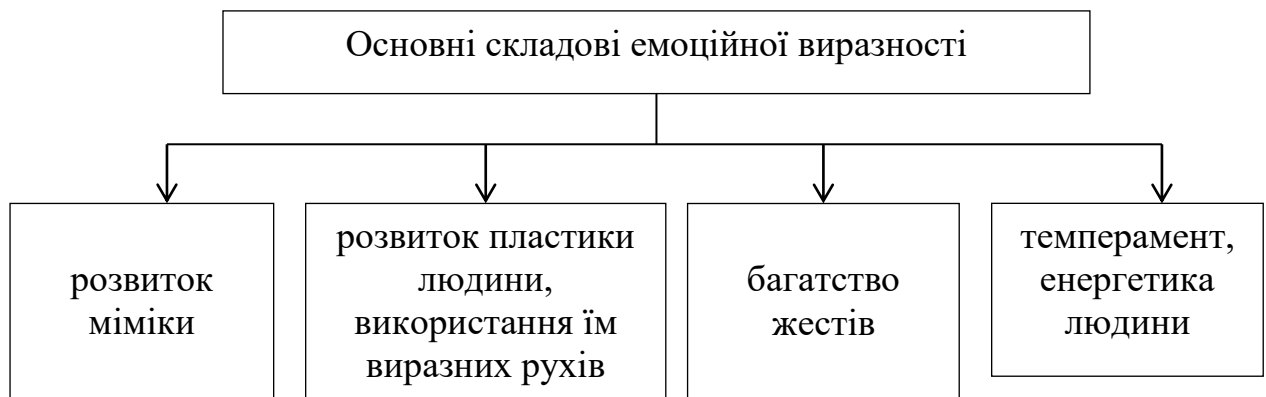 Основні складові емоційної виразності
розвиток
міміки
розвиток пластики
людини,
використання їм
виразних рухів
багатство
жестів
темперамент,
енергетика
людини